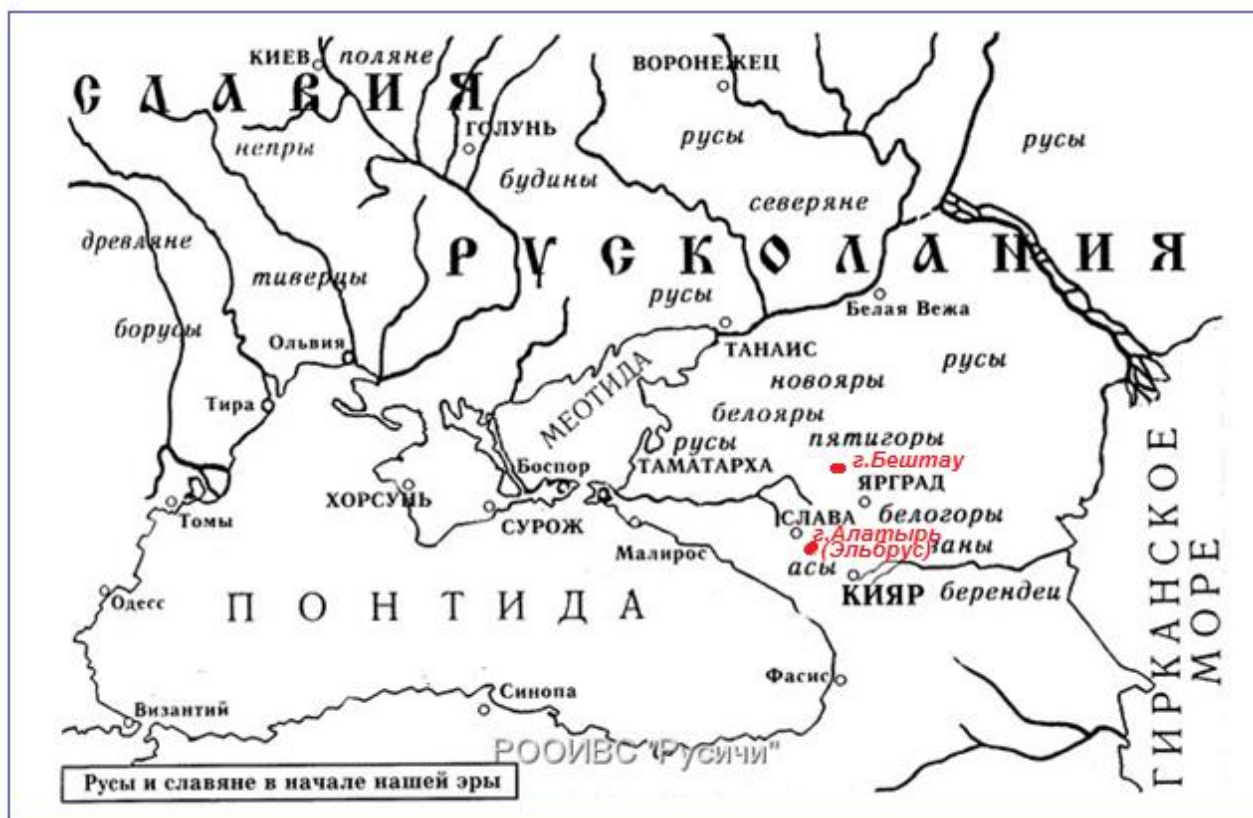 КИЕВ
поляне
СЛАВИЯ
непры
ГОЛУНЬ
будины
ВОРОНЕЖЕЦ
русы
русы
северяне
древляне
тиверцы
РУСКОЛАНИЯ
русы
Белая Вежа
борусы
Ольвия
ТАНАИС
русы
новояры
Тира
МЕОТИДА
белояры
русы
пятигоры
г.Бештау
Боспор
ТАМАТАРХА
ЯРГРАД
Томы
ХОРСУНЬ
СУРОЖ
СЛАВА
белогоры
г.Алатырь
(Эльбрус)
ваны
Малирос
асы
КИЯР
берендеи
Одесс
ПОНТИДА
ГИРКАНСКОЕ
МОРЕ
Фасис
Синопа
Византий
РООИВС "Русичи"
Русы и славяне в начале нашей эры